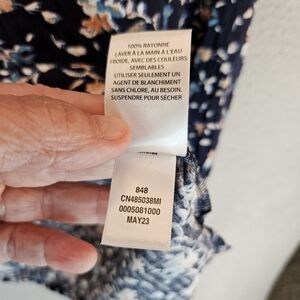 100% RAYONNE
LAVER À LA MAIN À L'EAU
FROIDE, AVEC DES COULEURS
SEMBLABLES
UTILISER SEULEMENT UN
AGENT DE BLANCHIMENT
SANS CHLORE, AU BESOIN.
SUSPENDRE POUR SÉCHER
848
CN485038MI
0005081000
MAY23